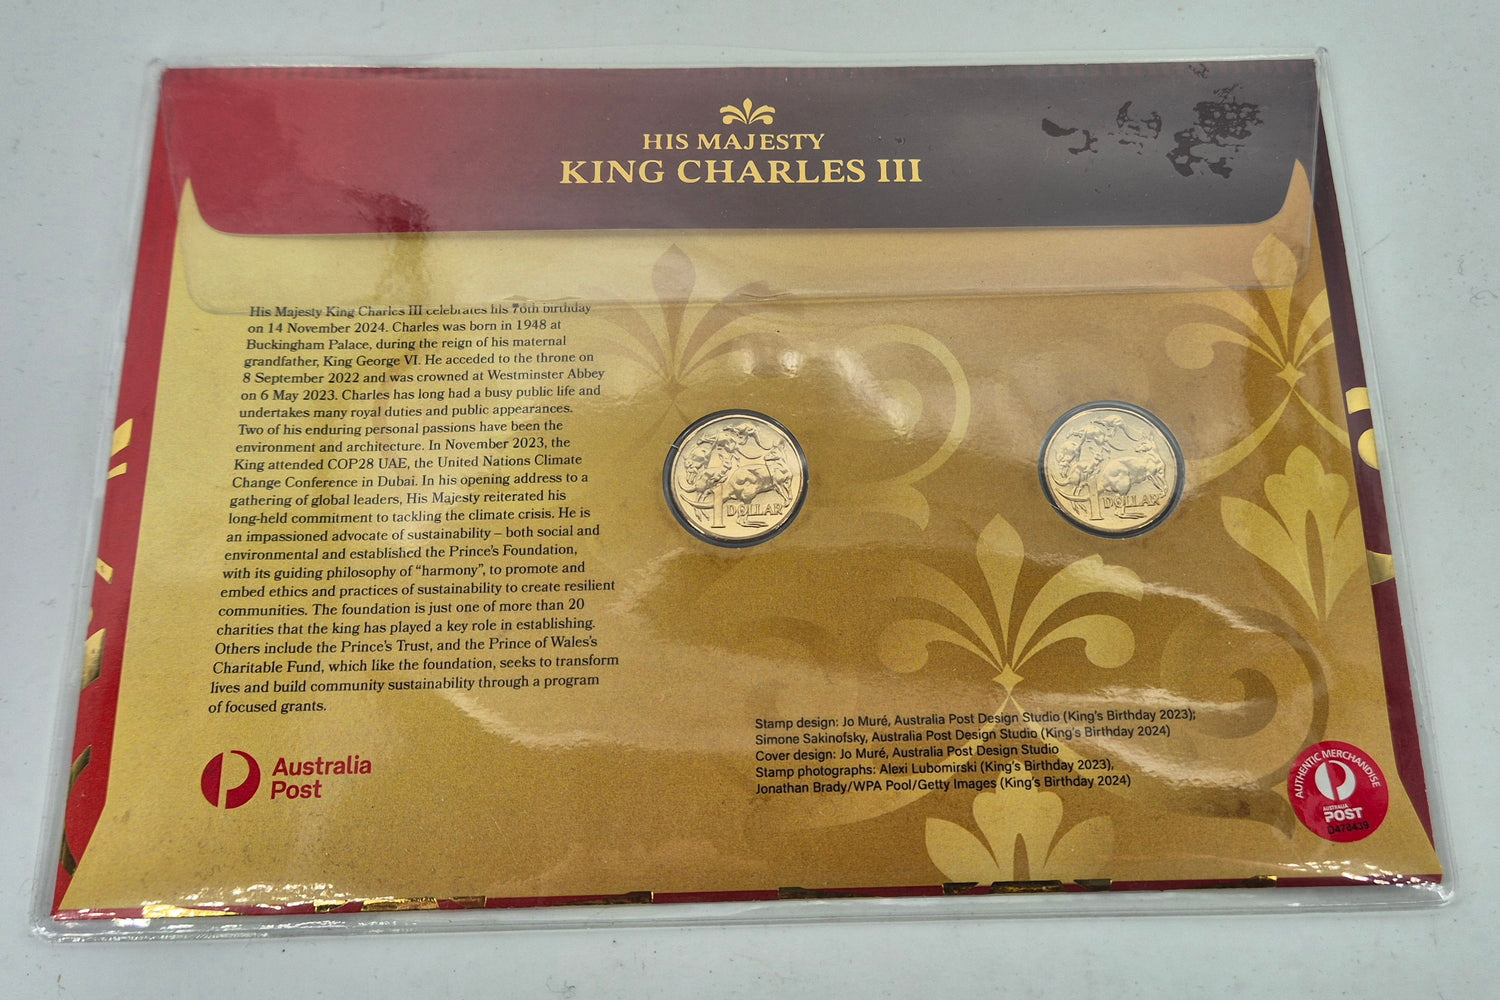 HIS MAJESTY
KING CHARLES III
His Majesty King Charles III celebrates his 76th birthday
on 14 November 2024. Charles was born in 1948 at
Buckingham Palace, during the reign of his maternal
grandfather, King George VI. He acceded to the throne on
8 September 2022 and was crowned at Westminster Abbey
on 6 May 2023. Charles has long had a busy public life and
undertakes many royal duties and public appearances.
Two of his enduring personal passions have been the
environment and architecture. In November 2023, the
King attended COP28 UAE, the United Nations Climate
Change Conference in Dubai. In his opening address to a
gathering of global leaders, His Majesty reiterated his
long-held commitment to tackling the climate crisis. He is
an impassioned advocate of sustainability – both social and
environmental and established the Prince's Foundation,
with its guiding philosophy of "harmony", to promote and
embed ethics and practices of sustainability to create resilient
communities. The foundation is just one of more than 20
charities that the king has played a key role in establishing.
Others include the Prince's Trust, and the Prince of Wales's
Charitable Fund, which like the foundation, seeks to transform
lives and build community sustainability through a program
of focused grants.
1 DOLLAR
1 DOLLAR
Australia
Post
Stamp design: Jo Muré, Australia Post Design Studio (King's Birthday 2023);
Simone Sakinofsky, Australia Post Design Studio (King's Birthday 2024)
Cover design: Jo Muré, Australia Post Design Studio
Stamp photographs: Alexi Lubomirski (King's Birthday 2023),
Jonathan Brady/WPA Pool/Getty Images (King's Birthday 2024)
AUTHENTIC MERCHANDISE
AUSTRALIA
POST
D478439